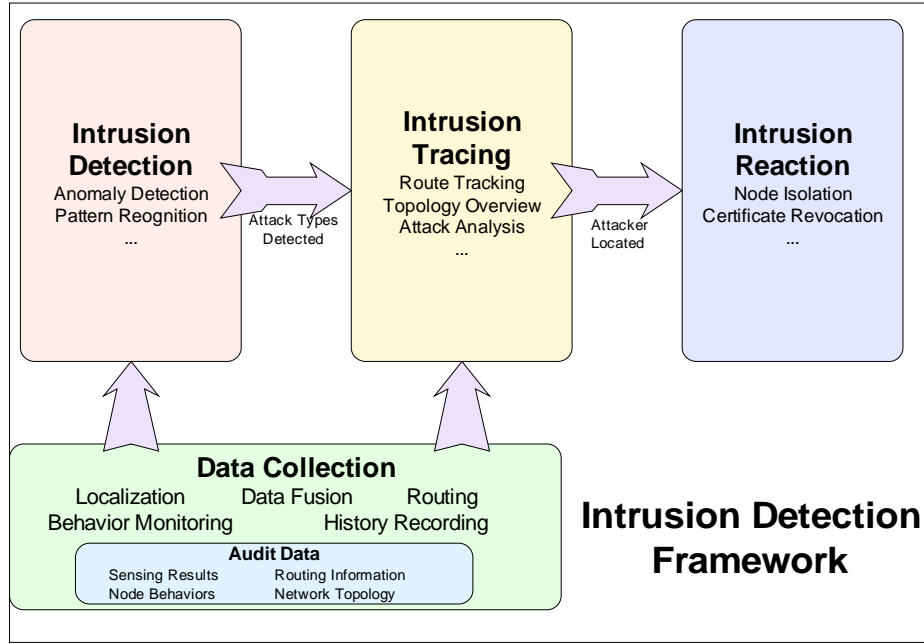 Intrusion
Detection
Anomaly Detection
Pattern Reognition
...
Attack Types
Detected
Intrusion
Tracing
Route Tracking
Topology Overview
Attack Analysis
...
Attacker
Located
Intrusion
Reaction
Node Isolation
Certificate Revocation
...
Data Collection
Localization Data Fusion Routing
Behavior Monitoring History Recording
Audit Data
Sensing Results Routing Information
Node Behaviors Network Topology
Intrusion Detection
Framework